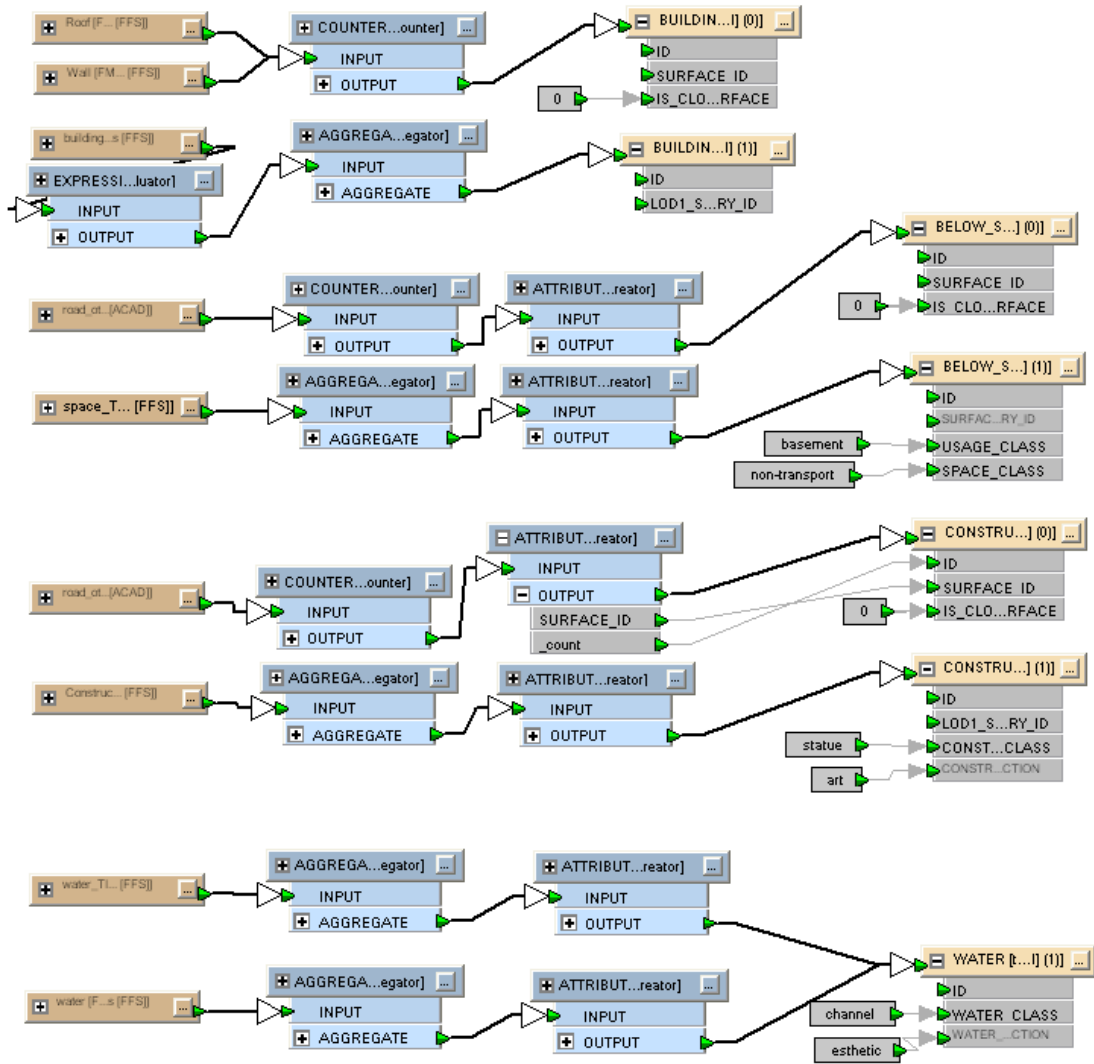 Roof [F... [FFS]]
Wall [FM... [FFS]]
COUNTER...ounter]
INPUT
OUTPUT
BUILDIN...l] (0)]
ID
SURFACE_ID
0
IS_CLO...RFACE
building...s [FFS]]
EXPRESSI...luator]
INPUT
OUTPUT
AGGREGA...egator]
INPUT
AGGREGATE
BUILDIN...l] (1)]
ID
LOD1_S...RY_ID
road_ot...[ACAD]]
COUNTER...ounter]
INPUT
OUTPUT
ATTRIBUT...reator]
INPUT
OUTPUT
BELOW_S...] (0)]
ID
SURFACE_ID
0
IS_CLO...RFACE
space_T... [FFS]]
AGGREGA...egator]
INPUT
AGGREGATE
ATTRIBUT...reator]
INPUT
OUTPUT
BELOW_S...] (1)]
ID
SURFAC...RY_ID
basement
USAGE_CLASS
non-transport
SPACE_CLASS
road_ot...[ACAD]]
COUNTER...ounter]
INPUT
OUTPUT
ATTRIBUT...reator]
INPUT
OUTPUT
SURFACE_ID
_count
CONSTRU...] (0)]
ID
SURFACE_ID
0
IS_CLO...RFACE
Construc... [FFS]]
AGGREGA...egator]
INPUT
AGGREGATE
ATTRIBUT...reator]
INPUT
OUTPUT
CONSTRU...] (1)]
ID
LOD1_S...RY_ID
statue
CONST...CLASS
art
CONSTR...CTION
water_TI... [FFS]]
AGGREGA...egator]
INPUT
AGGREGATE
ATTRIBUT...reator]
INPUT
OUTPUT
water [F...s [FFS]]
AGGREGA...egator]
INPUT
AGGREGATE
ATTRIBUT...reator]
INPUT
OUTPUT
WATER [t...l] (1)]
ID
channel
WATER_CLASS
esthetic
WATER_...CTION